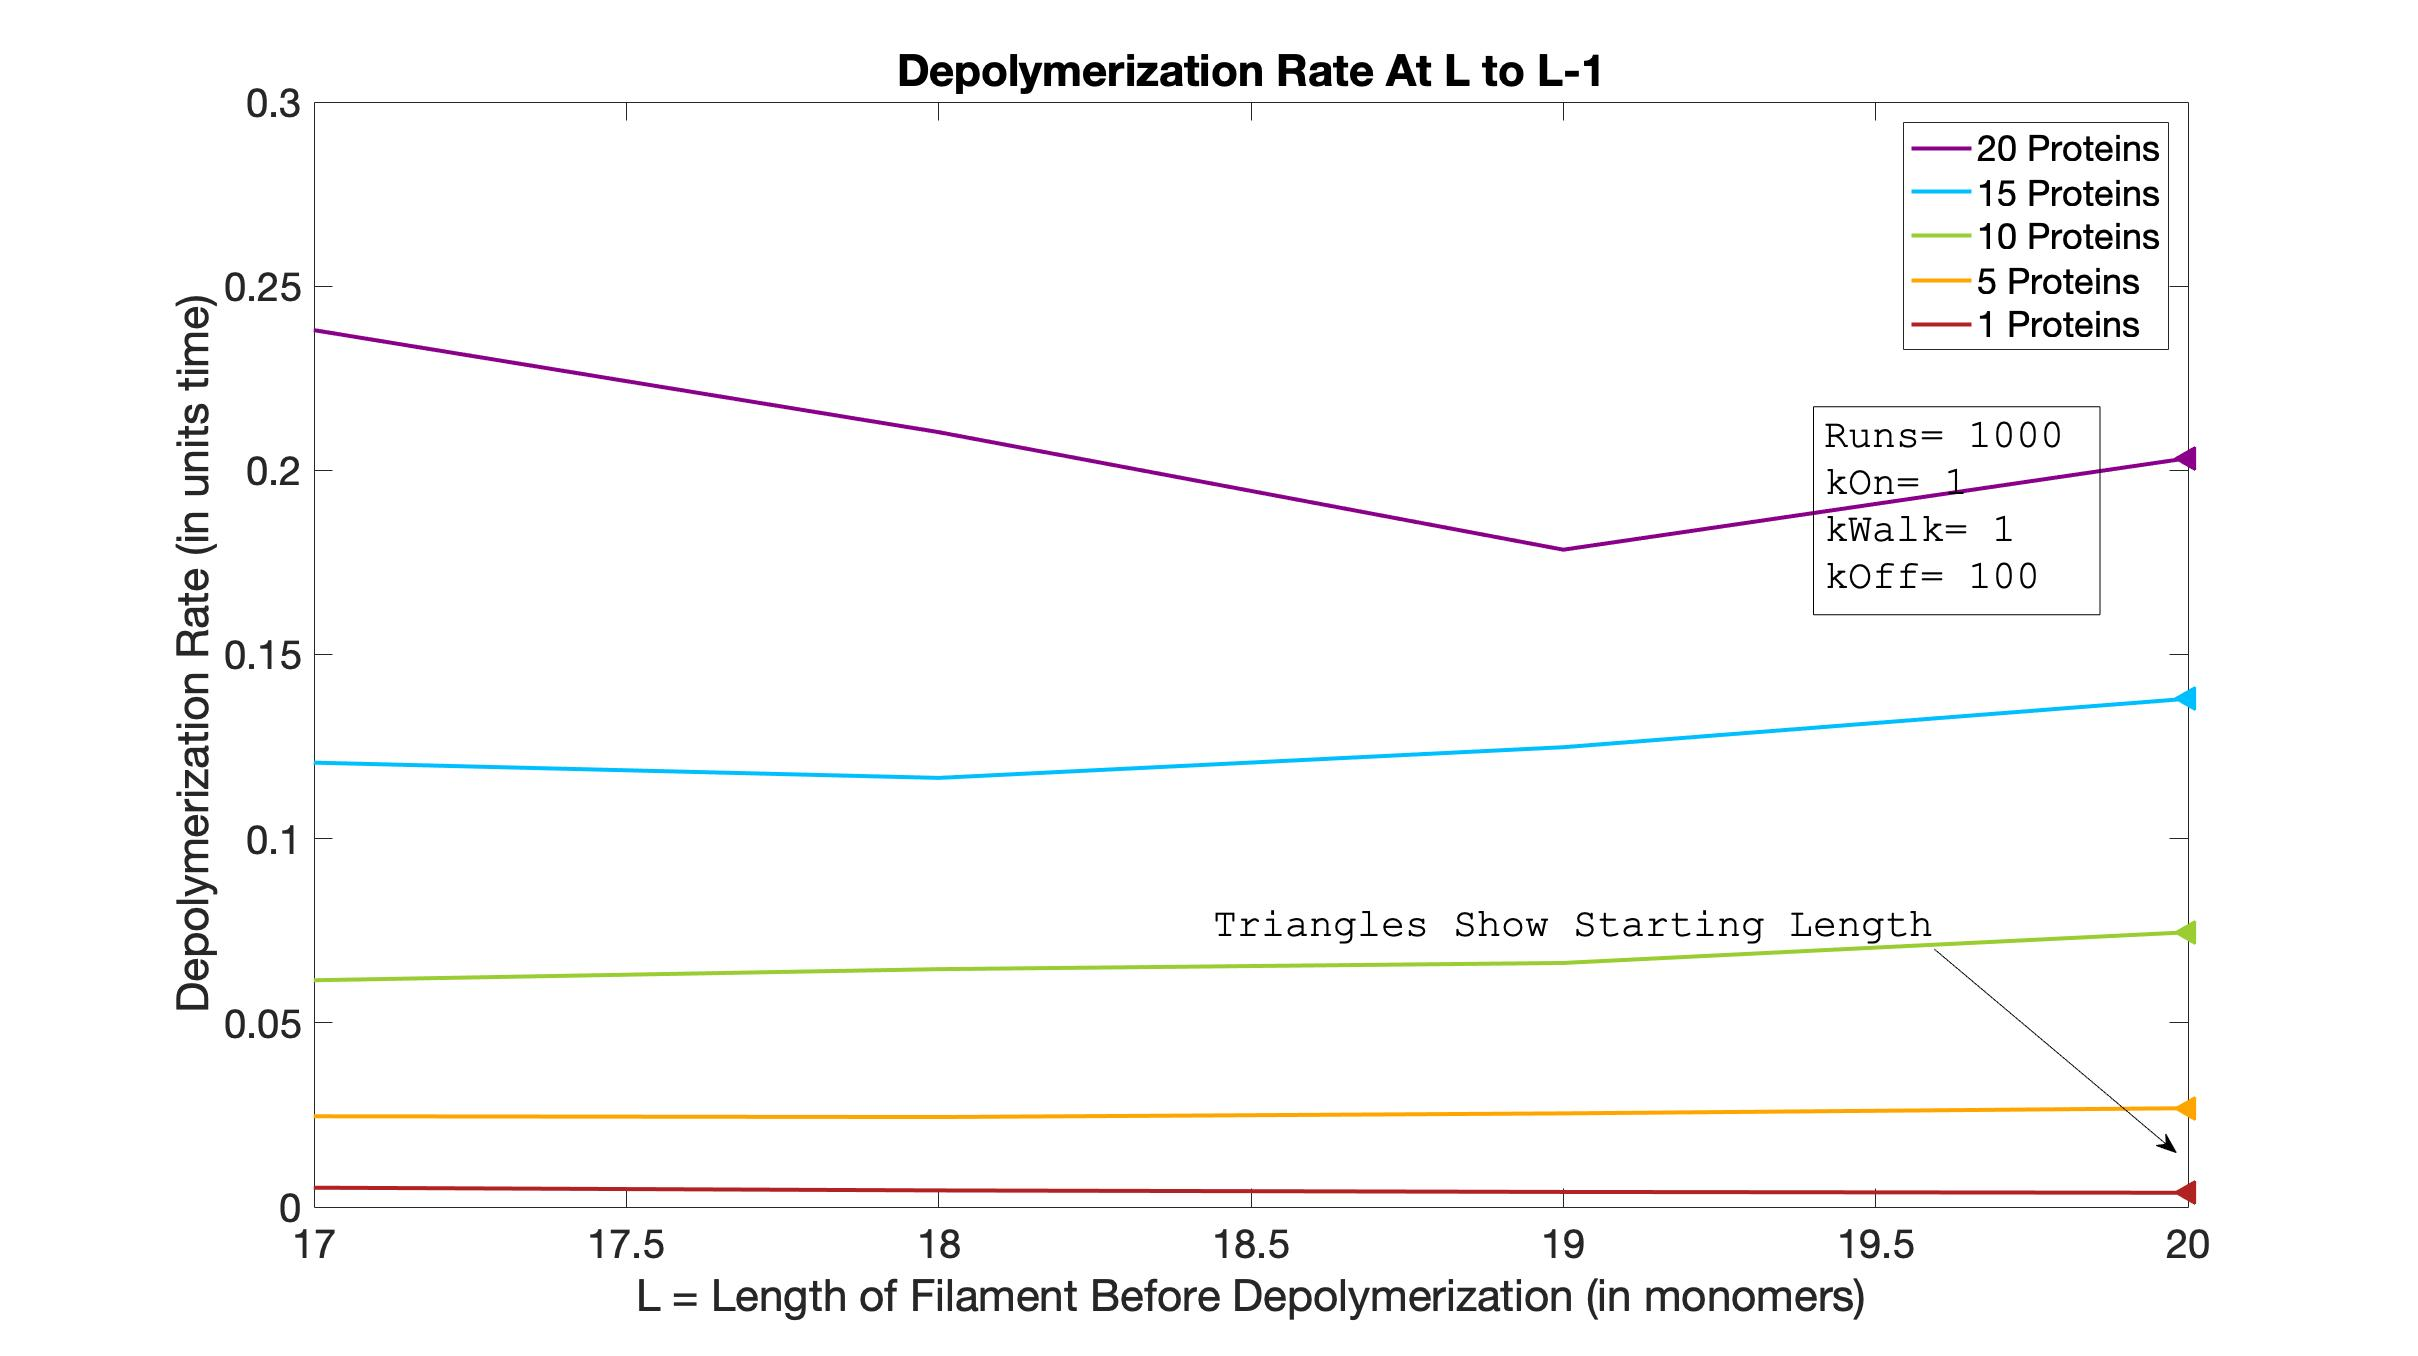 Depolymerization Rate At L to L-1
0.3
0.25
0.2
0.15
0.1
0.05
0
Depolymerization Rate (in units time)
20 Proteins
15 Proteins
10 Proteins
5 Proteins
1 Proteins
Runs= 1000
kOn= 1
kWalk= 1
kOff= 100
Triangles Show Starting Length
17 17.5 18 18.5 19 19.5 20
L = Length of Filament Before Depolymerization (in monomers)